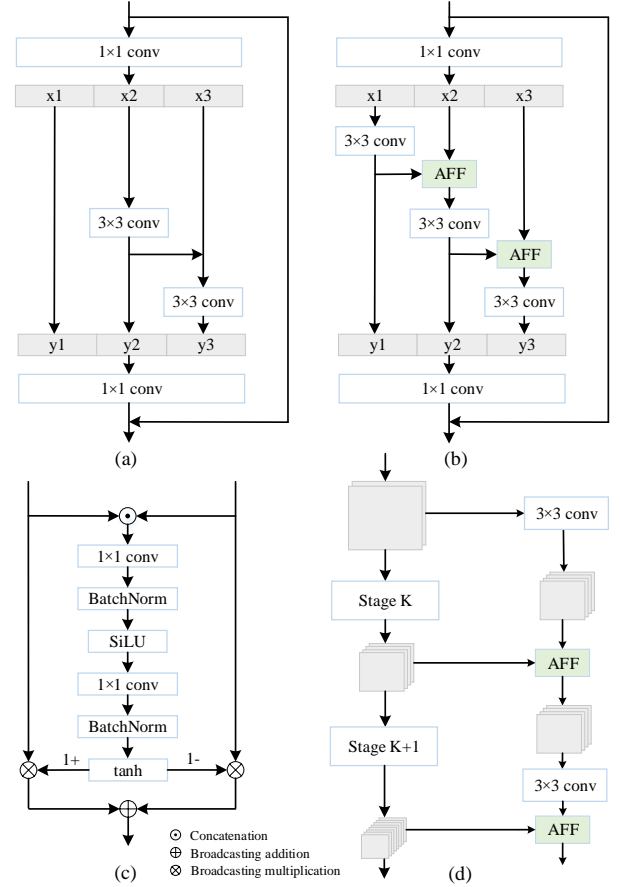 1×1 conv
x1 x2 x3
3×3 conv
3×3 conv
y1 y2 y3
1×1 conv
(a)
1×1 conv
x1 x2 x3
3×3 conv
AFF
3×3 conv
AFF
3×3 conv
y1 y2 y3
1×1 conv
(b)
1×1 conv
BatchNorm
SiLU
1×1 conv
BatchNorm
1+ tanh 1-
Concatenation
Broadcasting addition
Broadcasting multiplication
(c)
3×3 conv
Stage K
AFF
Stage K+1
3×3 conv
AFF
(d)